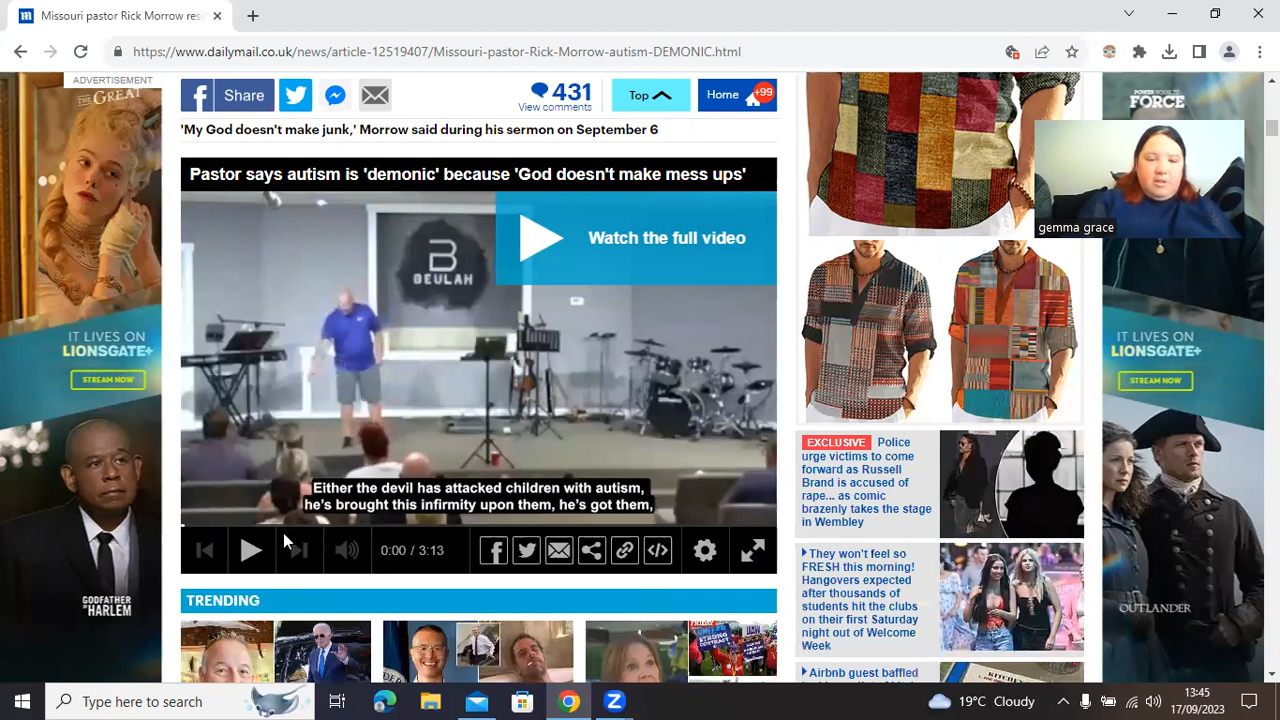 Missouri pastor Rick Morrow resi
https://www.dailymail.co.uk/news/article-12519407/Missouri-pastor-Rick-Morrow-autism-DEMONIC.html
ADVERTISEMENT
THE GREAT
IT LIVES ON
LIONSGATE+
STREAM NOW
GODFATHER
OF HARLEM
Share
431
View comments
Top
Home
+99
'My God doesn't make junk,' Morrow said during his sermon on September 6
Pastor says autism is 'demonic' because 'God doesn't make mess ups'
Watch the full video
B
BEULAH
Either the devil has attacked children with autism,
he's brought this infirmity upon them, he's got them,
0:00 / 3:13
TRENDING
UNITED
STRONG
CONTRACT
EXCLUSIVE Police
urge victims to come
forward as Russell
Brand is accused of
rape... as comic
brazenly takes the stage
in Wembley
They won't feel so
FRESH this morning!
Hangovers expected
after thousands of
students hit the clubs
on their first Saturday
night out of Welcome
Week
Airbnb guest baffled
FORCE
gemma grace
IT LIVES ON
LIONSGATE+
STREAM NOW
OUTLANDER
Type here to search
19°C Cloudy
13:45
17/09/2023